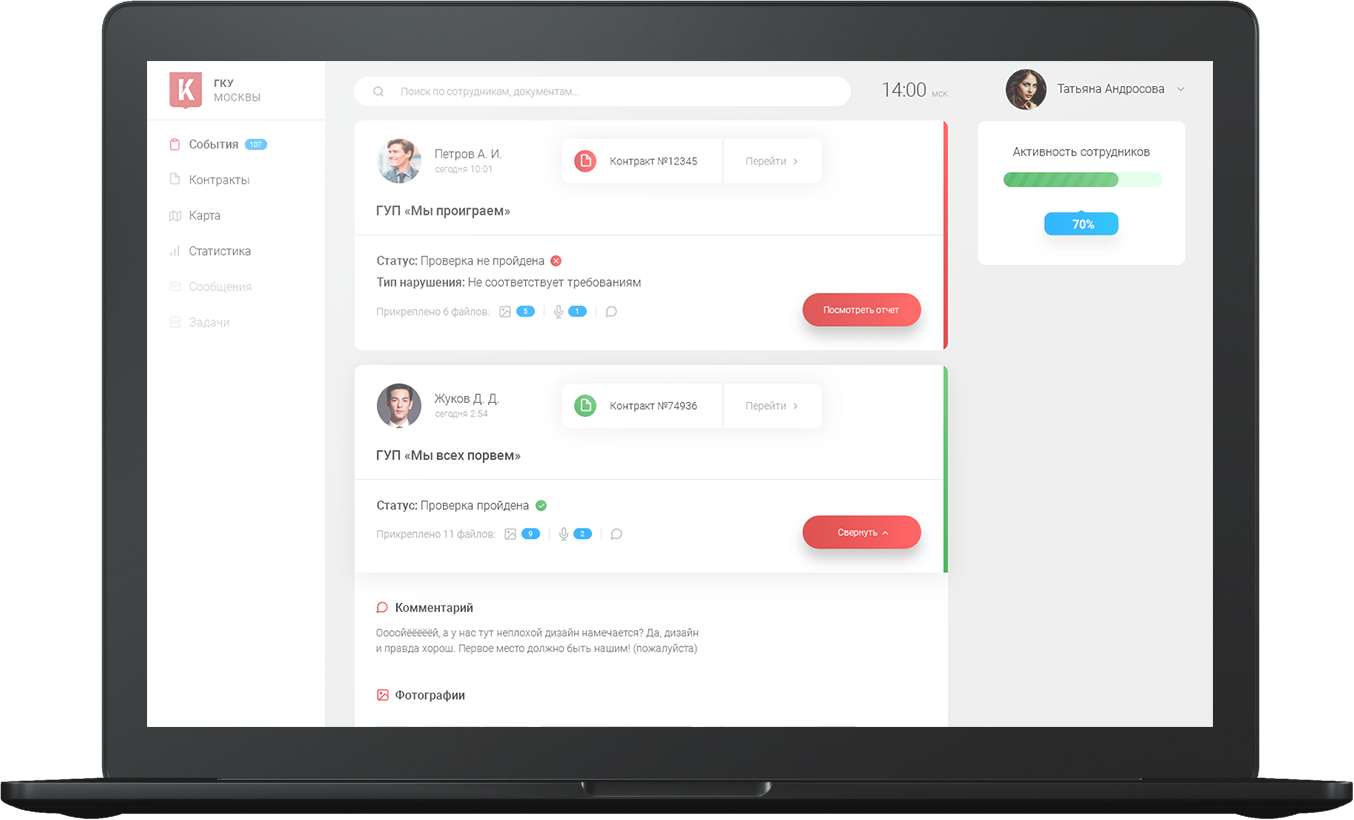 ГКУ
МОСКВЫ
События 107
Контракты
Карта
Статистика
Сообщения
Задачи
Поиск по сотрудникам, документам...
14:00 мск
Татьяна Андросова
Петров А. И.
сегодня 10:01
Контракт №12345
Перейти
ГУП «Мы проиграем»
Статус: Проверка не пройдена
Тип нарушения: Не соответствует требованиям
Прикреплено 6 файлов: 5 1
Посмотреть отчет
Жуков Д. Д.
сегодня 2:54
Контракт №74936
Перейти
ГУП «Мы всех порвем»
Статус: Проверка пройдена
Прикреплено 11 файлов: 9 2
Свернуть
Комментарий
Оооойёёёёёй, а у нас тут неплохой дизайн намечается? Да, дизайн
и правда хорош. Первое место должно быть нашим! (пожалуйста)
Фотографии
Активность сотрудников
70%